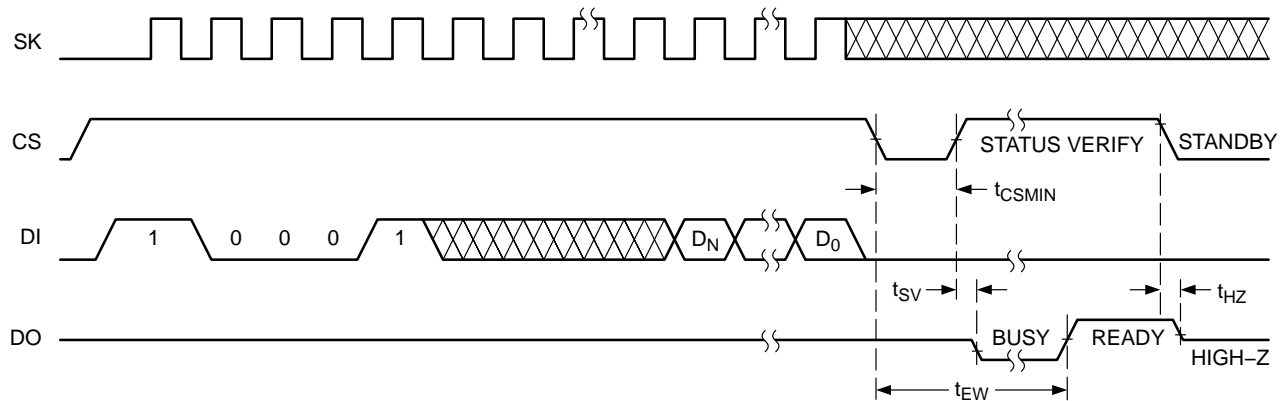 SK
CS
STATUS VERIFY
STANDBY
tCSMIN
DI
1 0 0 0 1
DN
D0
tSV
tHZ
DO
BUSY
READY
HIGH–Z
tEW